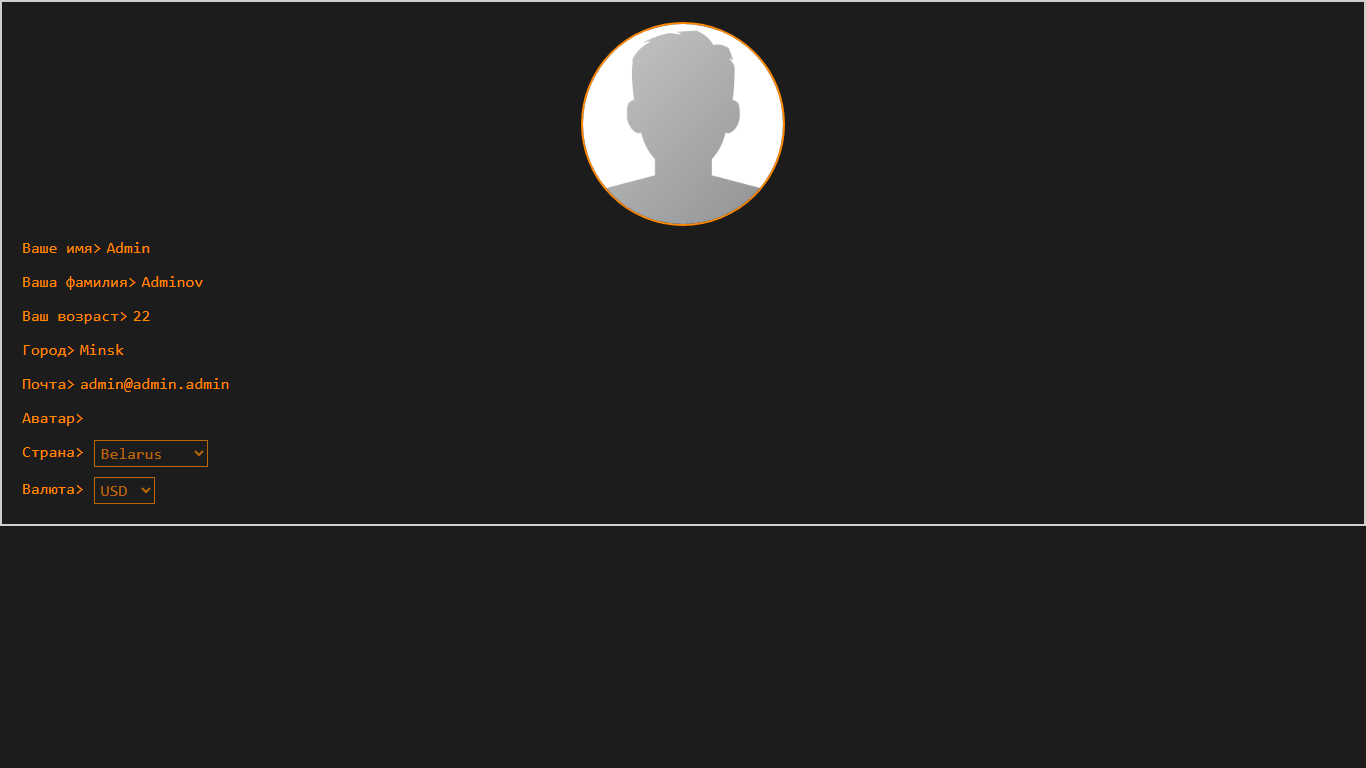 Ваше имя> Admin
Ваша фамилия> Adminov
Ваш возраст> 22
Город> Minsk
Почта> admin@admin.admin
Аватар>
Страна> Belarus
Валюта> USD